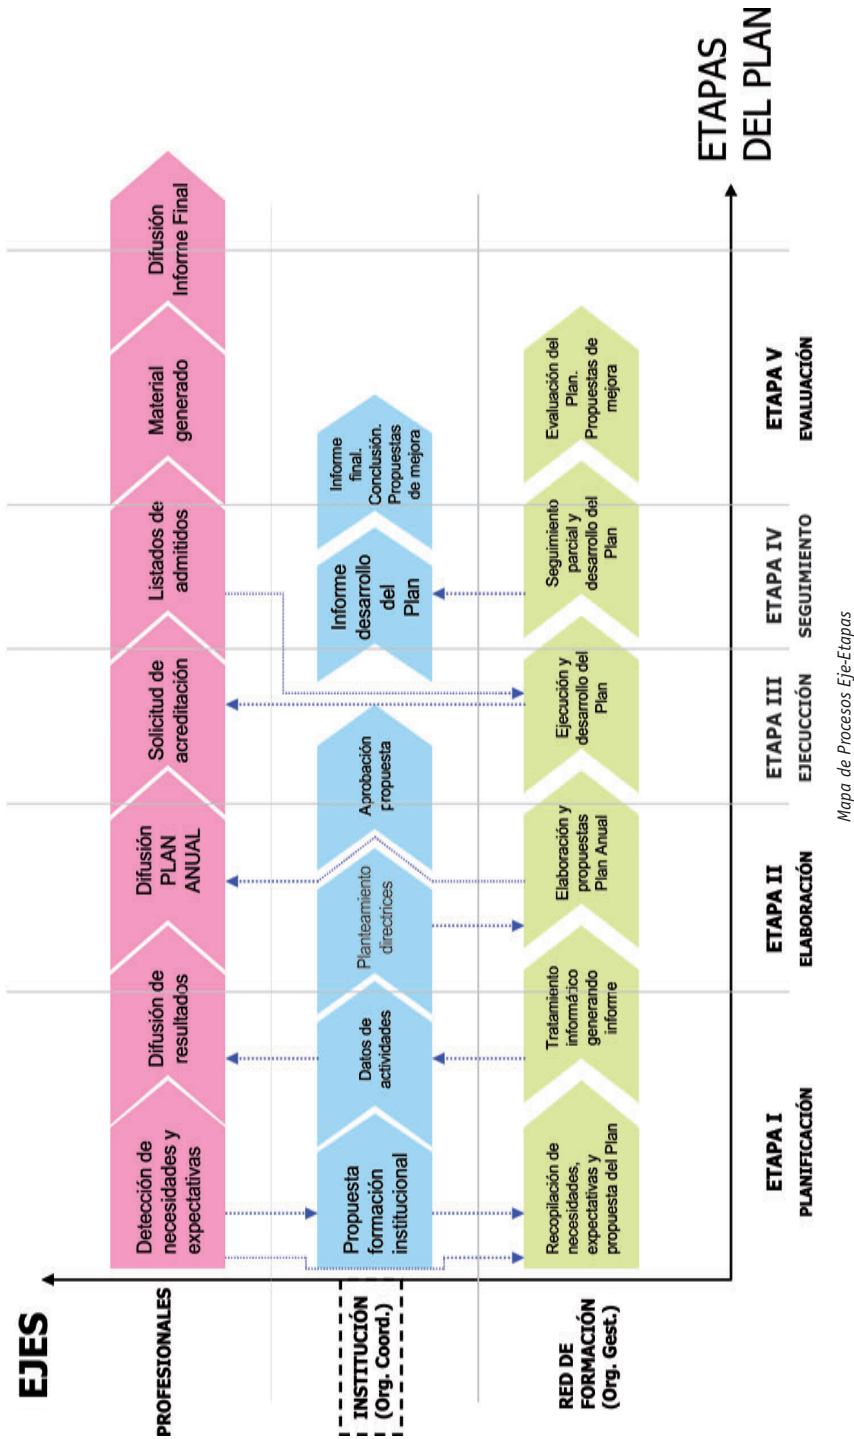 EJES
PROFESIONALES
Detección de
necesidades y
expectativas
Difusión de
resultados
Difusión
PLAN
ANUAL
Solicitud de
acreditación
Listados de
admitidos
Material
generado
Difusión
Informe Final
INSTITUCIÓN
(Org. Coord.)
Propuesta
formación
institucional
Datos de
actividades
Planteamiento
directrices
Aprobación
propuesta
Informe
desarrollo
del
Plan
Informe
final.
Conclusión.
Propuestas
de mejora
RED DE
FORMACIÓN
(Org. Gest.)
Recopilación de
necesidades,
expectativas y
propuesta del Plan
Tratamiento
informático
generando
informe
Elaboración y
propuestas
Plan Anual
Ejecución y
desarrollo del
Plan
Seguimiento
parcial y
desarrollo del
Plan
Evaluación del
Plan.
Propuestas de
mejora
ETAPAS
DEL PLAN
ETAPA I
PLANIFICACIÓN
ETAPA II
ELABORACIÓN
ETAPA III
EJECUCCIÓN
ETAPA IV
SEGUIMIENTO
ETAPA V
EVALUACIÓN
Mapa de Procesos Eje-Etapas